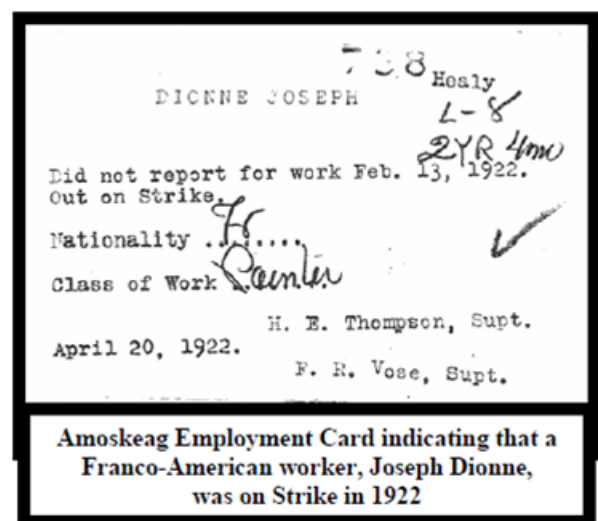 738 Healy
DIONNE JOSEPH
L-8
2YR 4mo
Did not report for work Feb. 13, 1922.
Out on Strike.
Nationality ........ Fr
Class of Work Painter
H. E. Thompson, Supt.
April 20, 1922.
F. R. Vose, Supt.
Amoskeag Employment Card indicating that a
Franco-American worker, Joseph Dionne,
was on Strike in 1922